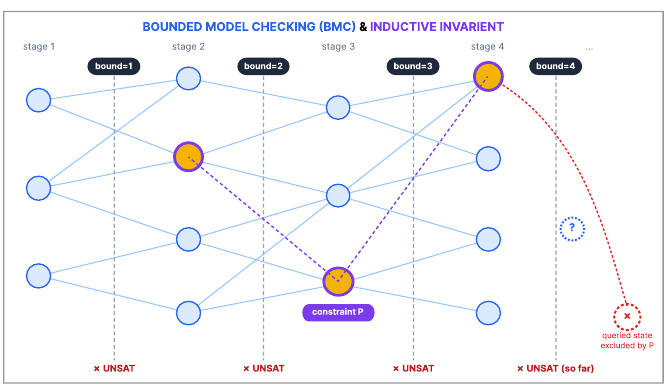 BOUNDED MODEL CHECKING (BMC) & INDUCTIVE INVARIENT
stage 1
stage 2
stage 3
stage 4
...
bound=1
bound=2
bound=3
bound=4
?
×
constraint P
queried state
excluded by P
× UNSAT
× UNSAT
× UNSAT
× UNSAT (so far)